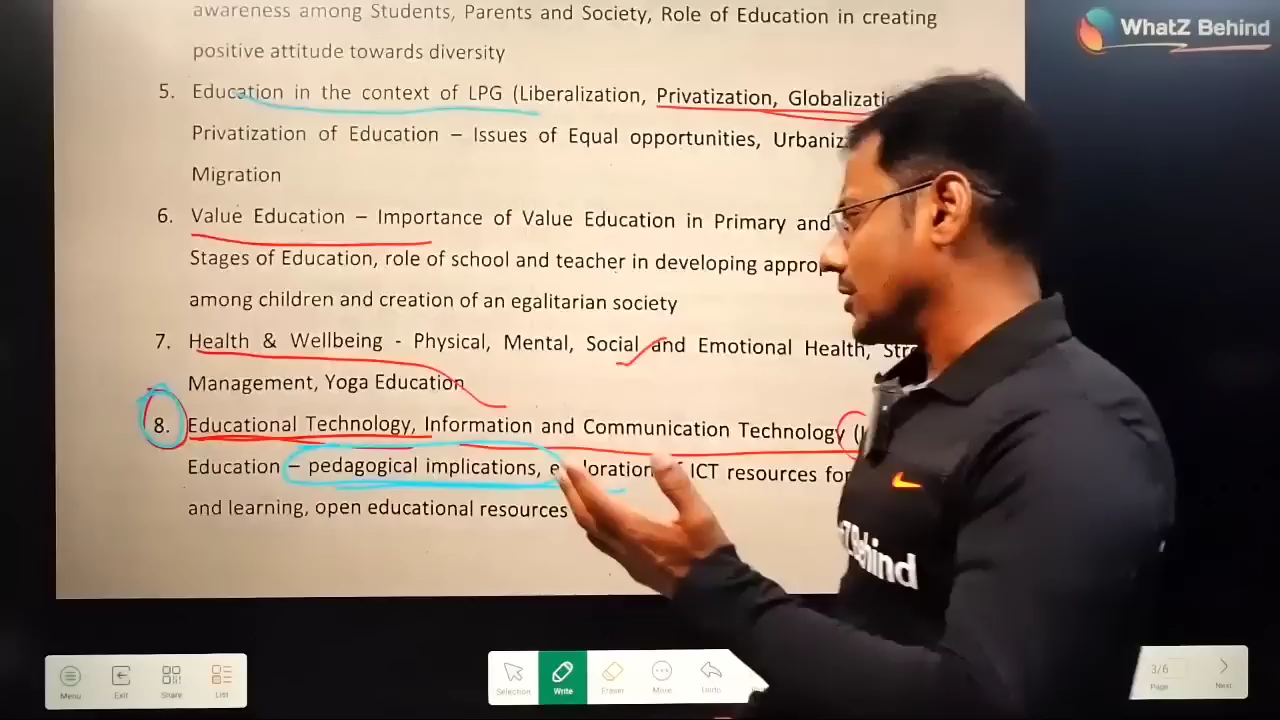 awareness among Students, Parents and Society, Role of Education in creating
WhatZ Behind
positive attitude towards diversity
5. Education in the context of LPG (Liberalization, Privatization,
Privatization of Education – Issues of Equal opportunities,
Migration
6. Value Education – Importance of Value Education in Primary and
Stages of Education, role of school and teacher in developing
among children and creation of an egalitarian society
7. Health & Wellbeing - Physical, Mental, Social and Emotional Health,
Management, Yoga Education
8. Educational Technology, Information and Communication Technology
Education – pedagogical implications, ICT resources for
and learning, open educational resources
Behind
Menu Exit Share List Selection Write Eraser More Undo 3/6 Page Next